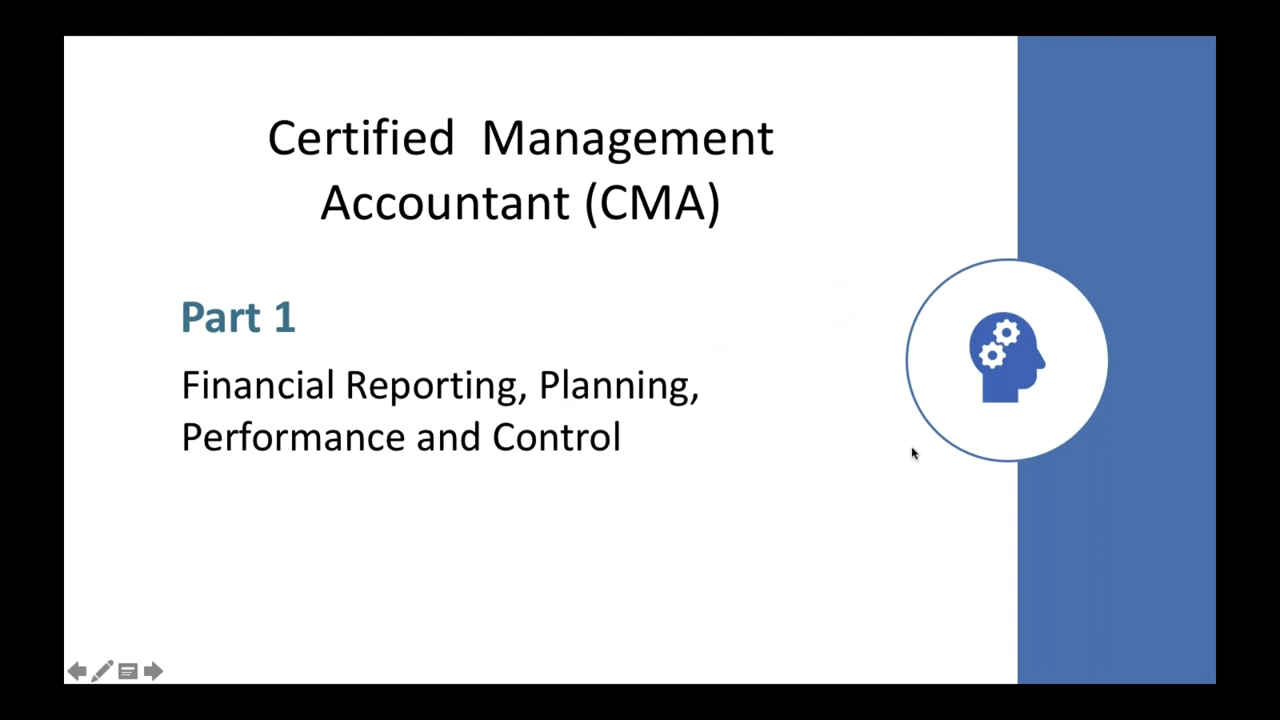 Certified Management
Accountant (CMA)
Part 1
Financial Reporting, Planning,
Performance and Control